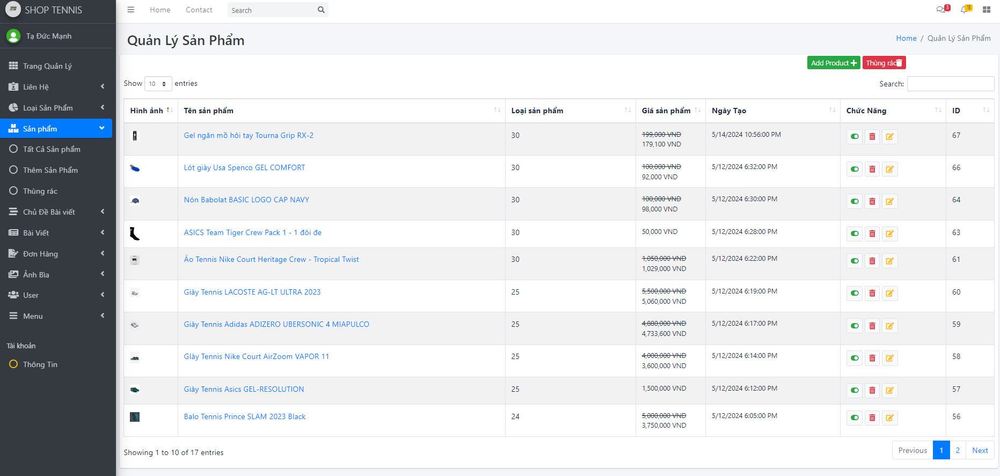 SHOP TENNIS
Home
Contact
Search
3
15
Tạ Đức Mạnh
Trang Quản Lý
Liên Hệ
Loại Sản Phẩm
Sản phẩm
Tất Cả Sản phẩm
Thêm Sản Phẩm
Thùng rác
Chủ Đề Bài viết
Bài Viết
Đơn Hàng
Ảnh Bìa
User
Menu
Tài khoản
Thông Tin
Quản Lý Sản Phẩm
Home / Quản Lý Sản Phẩm
Add Product
Thùng rác
Show 10 entries
Search:
Hình ảnh Tên sản phẩm Loại sản phẩm Giá sản phẩm Ngày Tạo Chức Năng ID
Gel ngăn mồ hôi tay Tourna Grip RX-2 30 199,000 VND 5/14/2024 10:56:00 PM 67
179,100 VND
Lót giày Usa Spenco GEL COMFORT 30 100,000 VND 5/12/2024 6:32:00 PM 66
92,000 VND
Nón Babolat BASIC LOGO CAP NAVY 30 100,000 VND 5/12/2024 6:30:00 PM 64
98,000 VND
ASICS Team Tiger Crew Pack 1 - 1 đôi đe 30 50,000 VND 5/12/2024 6:28:00 PM 63
Áo Tennis Nike Court Heritage Crew - Tropical Twist 30 1,050,000 VND 5/12/2024 6:22:00 PM 61
1,029,000 VND
Giày Tennis LACOSTE AG-LT ULTRA 2023 25 5,500,000 VND 5/12/2024 6:19:00 PM 60
5,060,000 VND
Giày Tennis Adidas ADIZERO UBERSONIC 4 MIAPULCO 25 4,880,000 VND 5/12/2024 6:17:00 PM 59
4,733,600 VND
GIày Tennis Nike Court AirZoom VAPOR 11 25 4,000,000 VND 5/12/2024 6:14:00 PM 58
3,600,000 VND
Giày Tennis Asics GEL-RESOLUTION 25 1,500,000 VND 5/12/2024 6:12:00 PM 57
Balo Tennis Prince SLAM 2023 Black 24 5,000,000 VND 5/12/2024 6:05:00 PM 56
3,750,000 VND
Showing 1 to 10 of 17 entries
Previous 1 2 Next